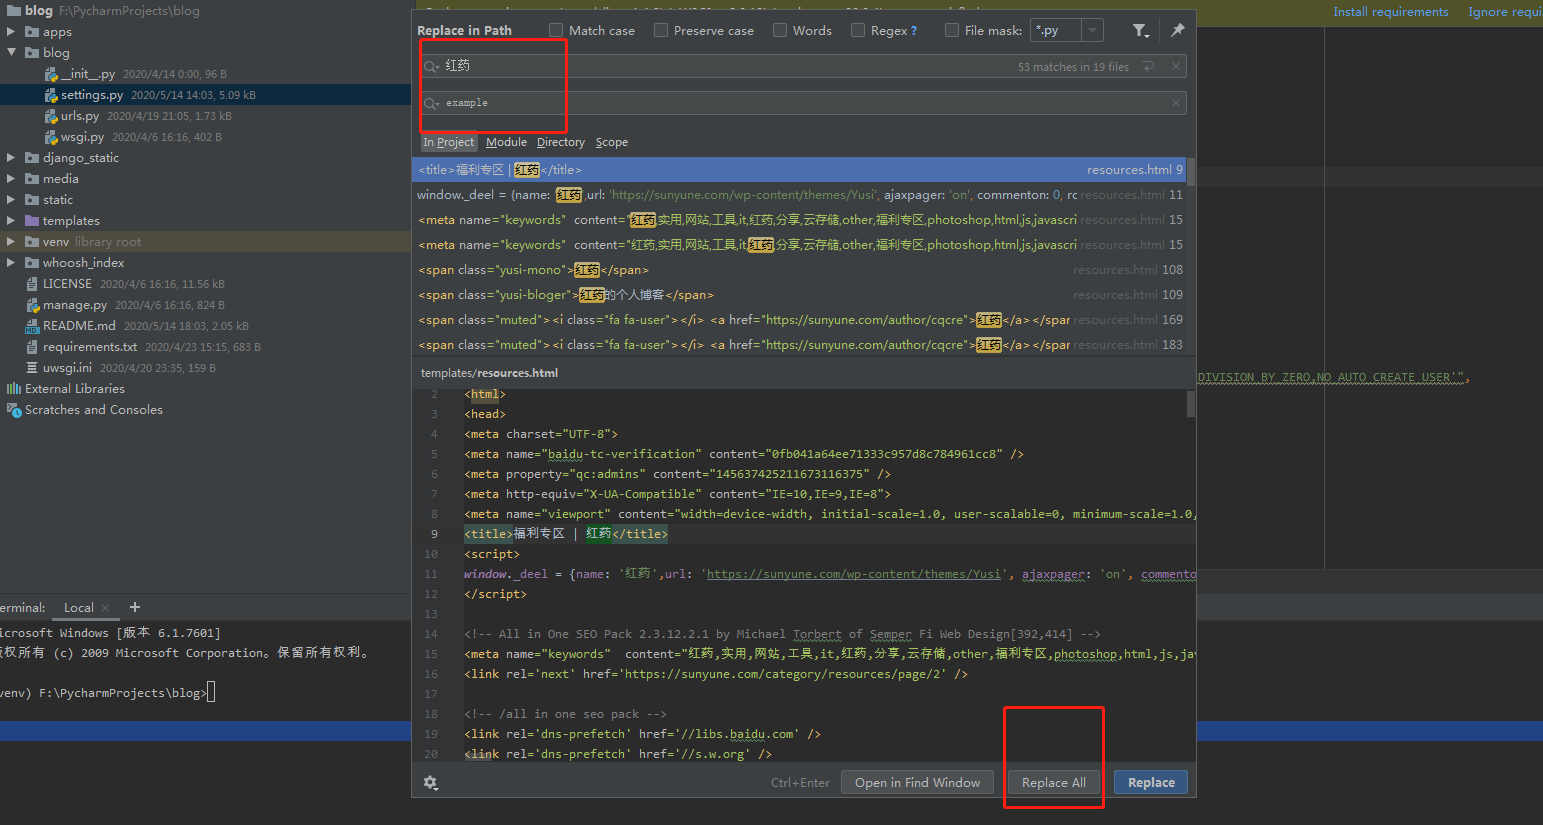 blog F:\PycharmProjects\blog
Install requirements Ignore requi
apps
blog
__init__.py 2020/4/14 0:00, 96 B
settings.py 2020/5/14 14:03, 5.09 kB
urls.py 2020/4/19 21:05, 1.73 kB
wsgi.py 2020/4/6 16:16, 402 B
django_static
media
static
templates
venv library root
whoosh_index
LICENSE 2020/4/6 16:16, 11.56 kB
manage.py 2020/4/6 16:16, 824 B
README.md 2020/5/14 18:03, 2.05 kB
requirements.txt 2020/4/23 15:15, 683 B
uwsgi.ini 2020/4/20 23:35, 159 B
External Libraries
Scratches and Consoles
Replace in Path Match case Preserve case Words Regex ? File mask: *.py
红药 53 matches in 19 files
example
In Project Module Directory Scope
<title>福利专区 | 红药</title> resources.html 9
window._deel = {name: '红药',url: 'https://sunyune.com/wp-content/themes/Yusi', ajaxpager: 'on', commenton: 0, rc resources.html 11
<meta name="keywords" content="红药,实用,网站,工具,it,红药,分享,云存储,other,福利专区,photoshop,html,js,javascri resources.html 15
<meta name="keywords" content="红药,实用,网站,工具,it,红药,分享,云存储,other,福利专区,photoshop,html,js,javascri resources.html 15
<span class="yusi-mono">红药</span> resources.html 108
<span class="yusi-bloger">红药的个人博客</span> resources.html 109
<span class="muted"><i class="fa fa-user"></i> <a href="https://sunyune.com/author/cqcre">红药</a></spar resources.html 169
<span class="muted"><i class="fa fa-user"></i> <a href="https://sunyune.com/author/cqcre">红药</a></spar resources.html 183
templates/resources.html
2 <html>
3 <head>
4 <meta charset="UTF-8">
5 <meta name="baidu-tc-verification" content="0fb041a64ee71333c957d8c784961cc8" />
6 <meta property="qc:admins" content="145637425211673116375" />
7 <meta http-equiv="X-UA-Compatible" content="IE=10,IE=9,IE=8">
8 <meta name="viewport" content="width=device-width, initial-scale=1.0, user-scalable=0, minimum-scale=1.0,
9 <title>福利专区 | 红药</title>
10 <script>
11 window._deel = {name: '红药',url: 'https://sunyune.com/wp-content/themes/Yusi', ajaxpager: 'on', commento
12 </script>
13
14 <!-- All in One SEO Pack 2.3.12.2.1 by Michael Torbert of Semper Fi Web Design[392,414] -->
15 <meta name="keywords" content="红药,实用,网站,工具,it,红药,分享,云存储,other,福利专区,photoshop,html,js,jav
16 <link rel='next' href='https://sunyune.com/category/resources/page/2' />
17
18 <!-- /all in one seo pack -->
19 <link rel='dns-prefetch' href='//libs.baidu.com' />
20 <link rel='dns-prefetch' href='//s.w.org' />
Ctrl+Enter Open in Find Window Replace All Replace
DIVISION_BY_ZERO,NO_AUTO_CREATE_USER'",
erminal: Local +
icrosoft Windows [版本 6.1.7601]
版权所有 (c) 2009 Microsoft Corporation。保留所有权利。
venv) F:\PycharmProjects\blog>